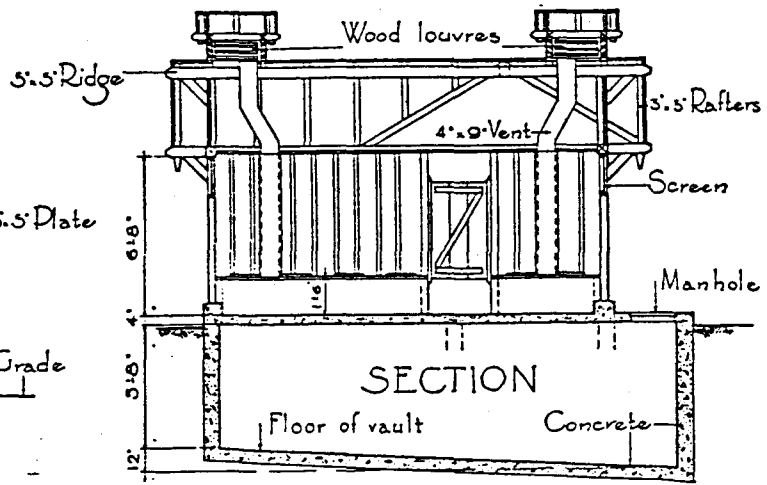 Wood louvres
5"x5" Ridge
3"x5" Rafters
4"x9" Vent
Screen
5"x5" Plate
6'-8"
1'-6"
Manhole
4"
Grade
3'-8"
SECTION
Floor of vault
Concrete
12"